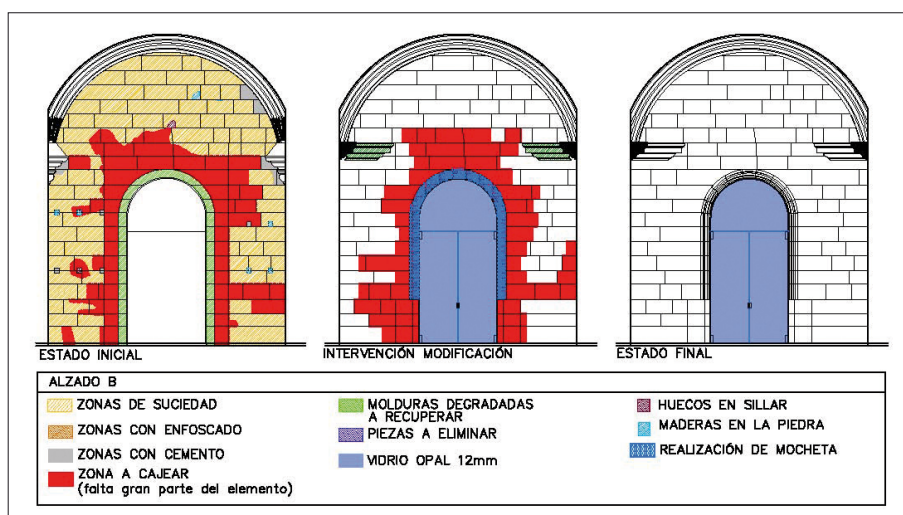 ESTADO INICIAL
INTERVENCIÓN MODIFICACIÓN
ESTADO FINAL
ALZADO B
ZONAS DE SUCIEDAD
ZONAS CON ENFOSCADO
ZONAS CON CEMENTO
ZONA A CAJEAR
(falta gran parte del elemento)
MOLDURAS DEGRADADAS
A RECUPERAR
PIEZAS A ELIMINAR
VIDRIO OPAL 12mm
HUECOS EN SILLAR
MADERAS EN LA PIEDRA
REALIZACIÓN DE MOCHETA